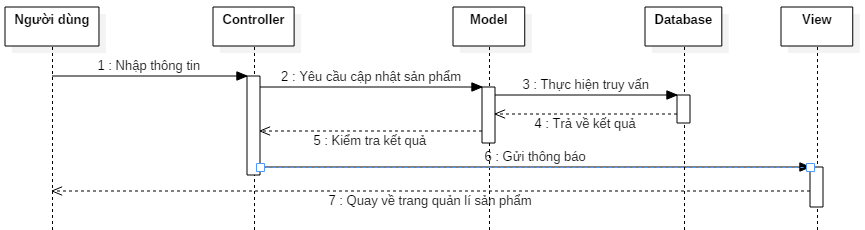 Người dùng
Controller
Model
Database
View
1 : Nhập thông tin
2 : Yêu cầu cập nhật sản phẩm
3 : Thực hiện truy vấn
4 : Trả về kết quả
5 : Kiểm tra kết quả
6 : Gửi thông báo
7 : Quay về trang quản lí sản phẩm